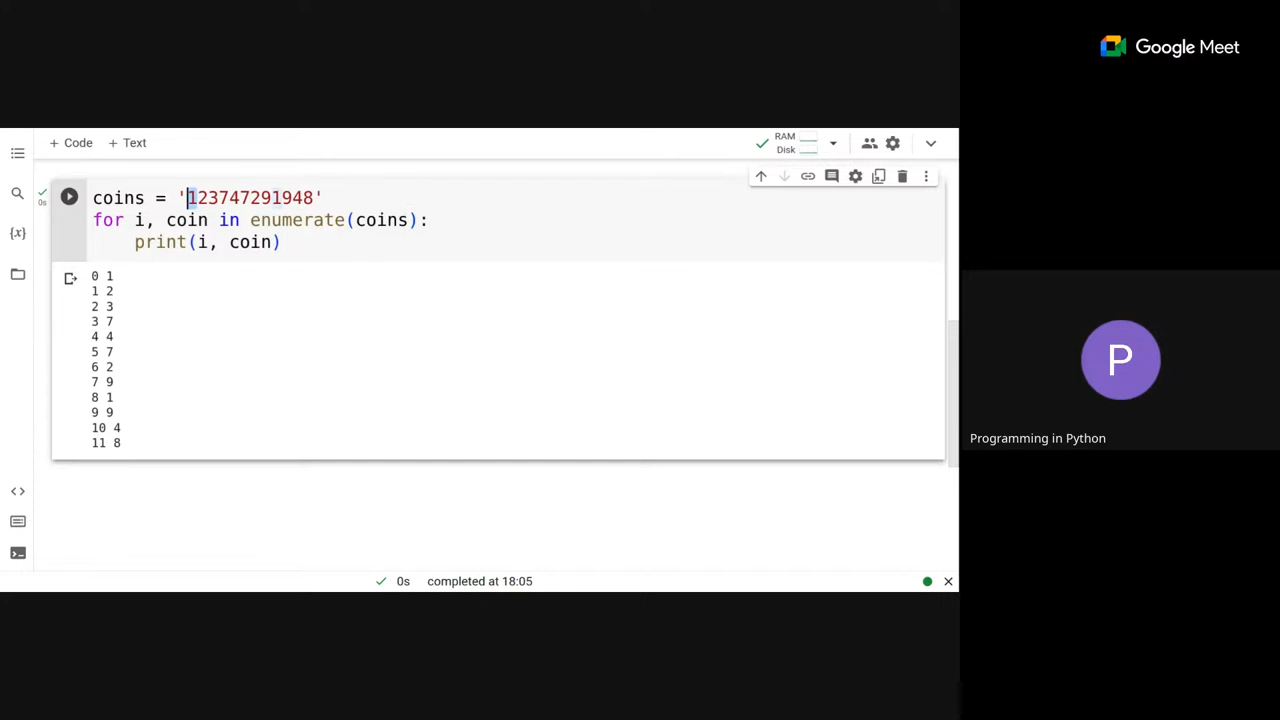 Google Meet
+ Code + Text
RAM
Disk
0s
coins = '123747291948'
for i, coin in enumerate(coins):
    print(i, coin)
{x}
0 1
1 2
2 3
3 7
4 4
5 7
6 2
7 9
8 1
9 9
10 4
11 8
P
Programming in Python
0s completed at 18:05